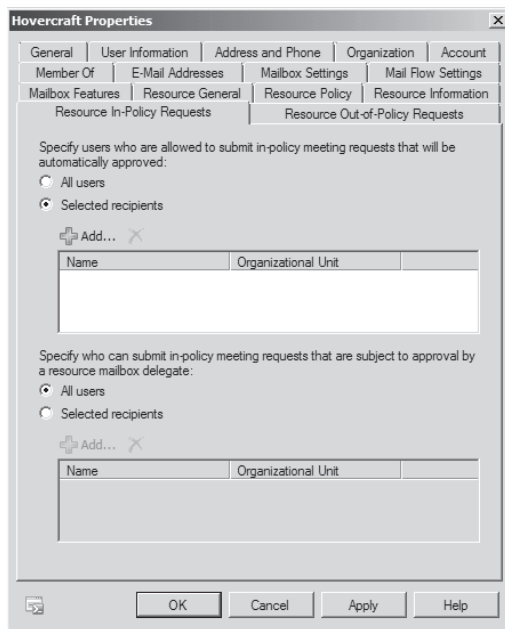 Hovercraft Properties
General User Information Address and Phone Organization Account
Member Of E-Mail Addresses Mailbox Settings Mail Flow Settings
Mailbox Features Resource General Resource Policy Resource Information
Resource In-Policy Requests Resource Out-of-Policy Requests
Specify users who are allowed to submit in-policy meeting requests that will be
automatically approved:
All users
Selected recipients
Add...
Name Organizational Unit
Specify who can submit in-policy meeting requests that are subject to approval by
a resource mailbox delegate:
All users
Selected recipients
Add...
Name Organizational Unit
OK Cancel Apply Help